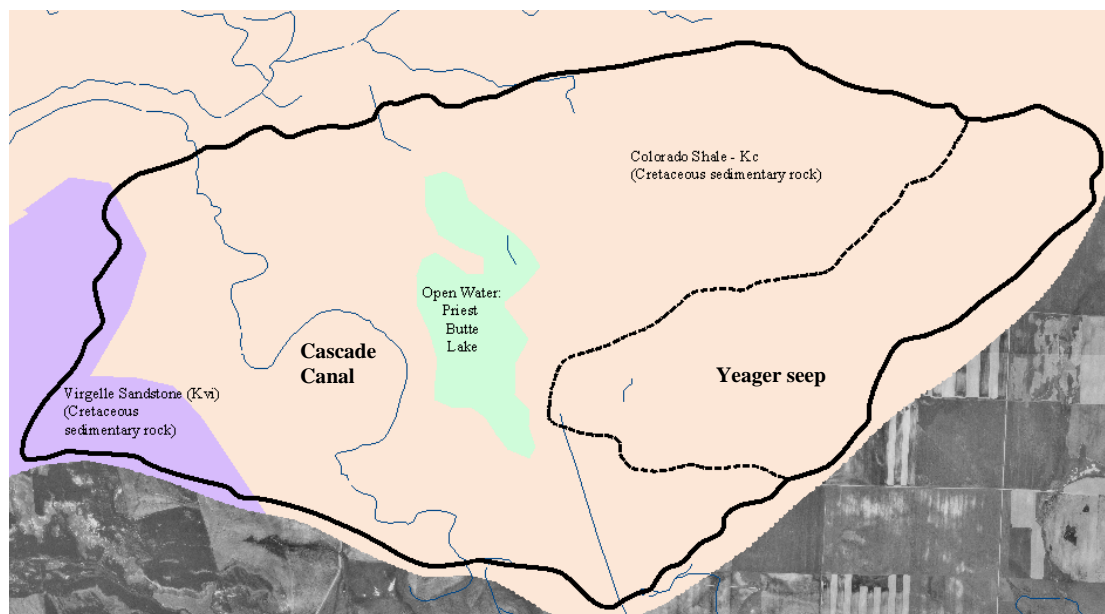 Colorado Shale - Kc
(Cretaceous sedimentary rock)
Open Water:
Priest
Butte
Lake
Cascade
Canal
Yeager seep
Virgelle Sandstone (Kvi)
(Cretaceous
sedimentary rock)